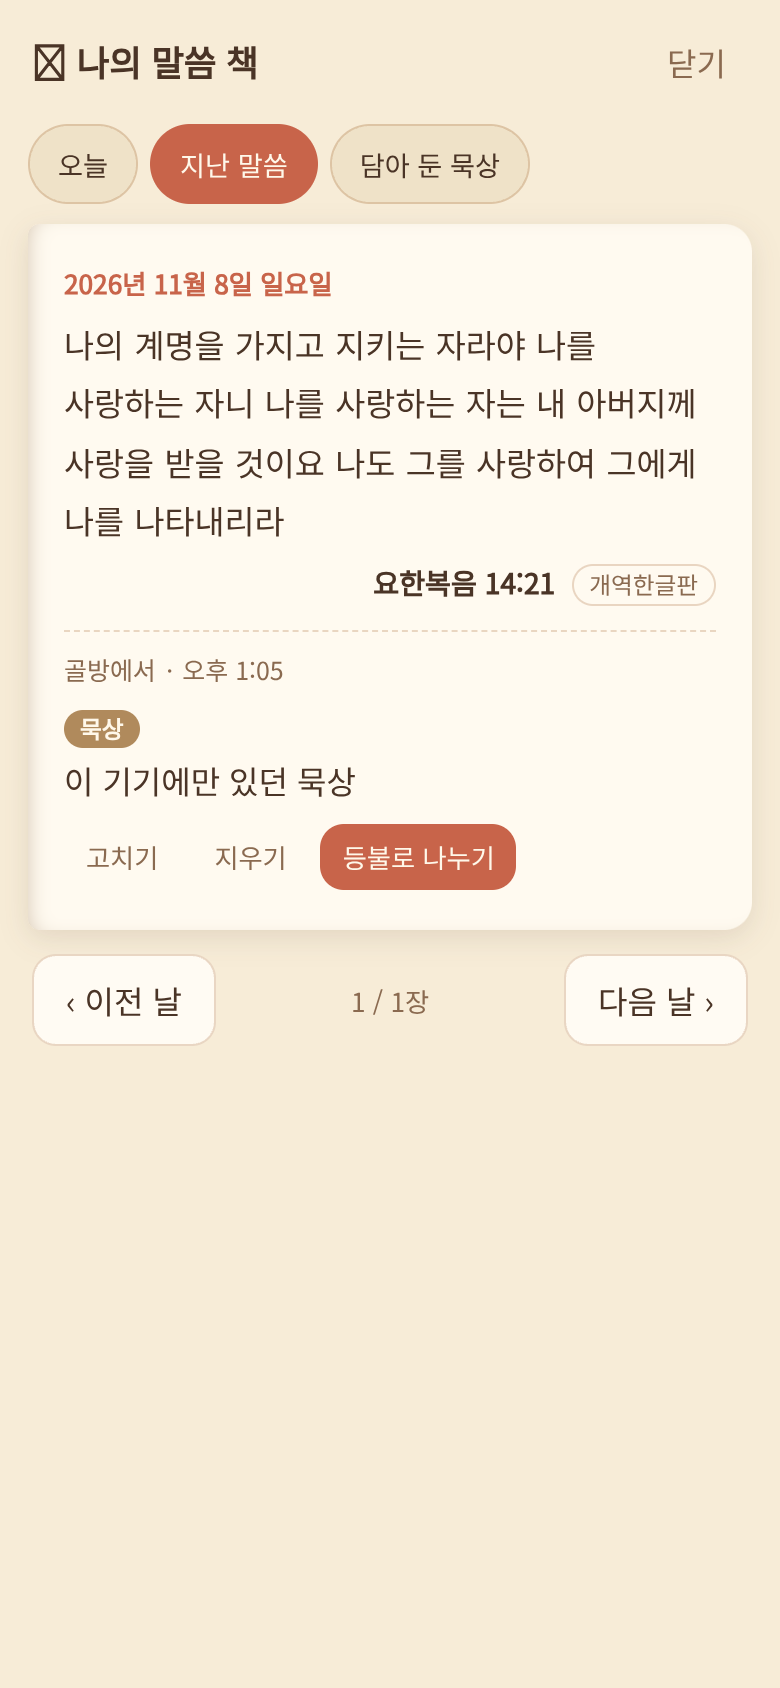 나의 말씀 책
닫기
오늘
지난 말씀
담아 둔 묵상
2026년 11월 8일 일요일
나의 계명을 가지고 지키는 자라야 나를
사랑하는 자니 나를 사랑하는 자는 내 아버지께
사랑을 받을 것이요 나도 그를 사랑하여 그에게
나를 나타내리라
요한복음 14:21 개역한글판
골방에서 · 오후 1:05
묵상
이 기기에만 있던 묵상
고치기 지우기 등불로 나누기
‹ 이전 날
1 / 1장
다음 날 ›